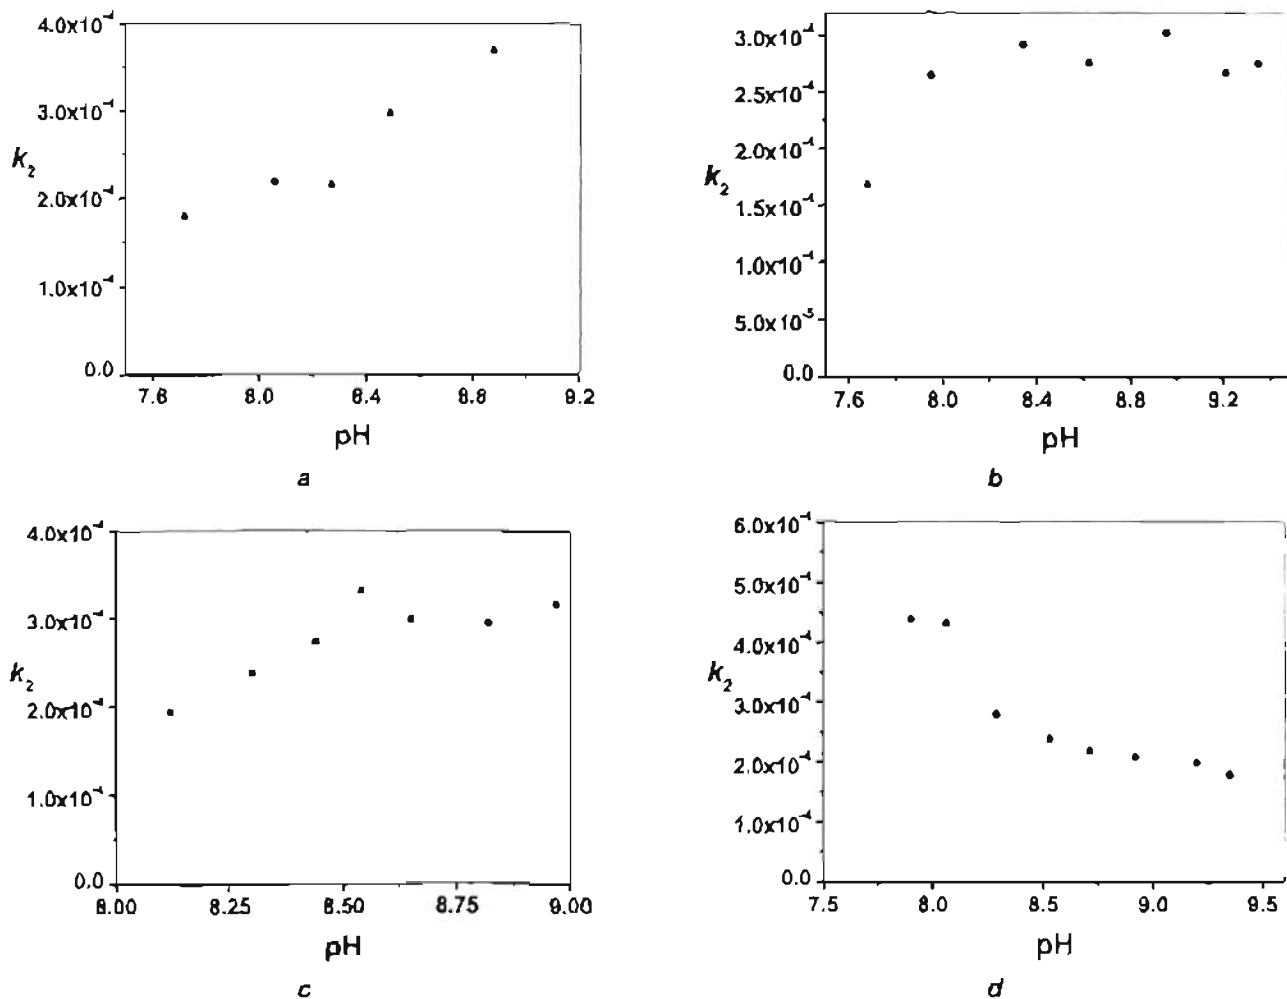 4.0x10⁻⁴
3.0x10⁻⁴
k₂
2.0x10⁻⁴
1.0x10⁻⁴
0.0
7.6 8.0 8.4 8.8 9.2
pH
a
3.0x10⁻⁴
2.5x10⁻⁴
2.0x10⁻⁴
k₂
1.5x10⁻⁴
1.0x10⁻⁴
5.0x10⁻⁵
0.0
7.6 8.0 8.4 8.8 9.2
pH
b
4.0x10⁻⁴
3.0x10⁻⁴
k₂
2.0x10⁻⁴
1.0x10⁻⁴
0.0
8.00 8.25 8.50 8.75 9.00
pH
c
6.0x10⁻⁴
5.0x10⁻⁴
4.0x10⁻⁴
k₂
3.0x10⁻⁴
2.0x10⁻⁴
1.0x10⁻⁴
0.0
7.5 8.0 8.5 9.0 9.5
pH
d